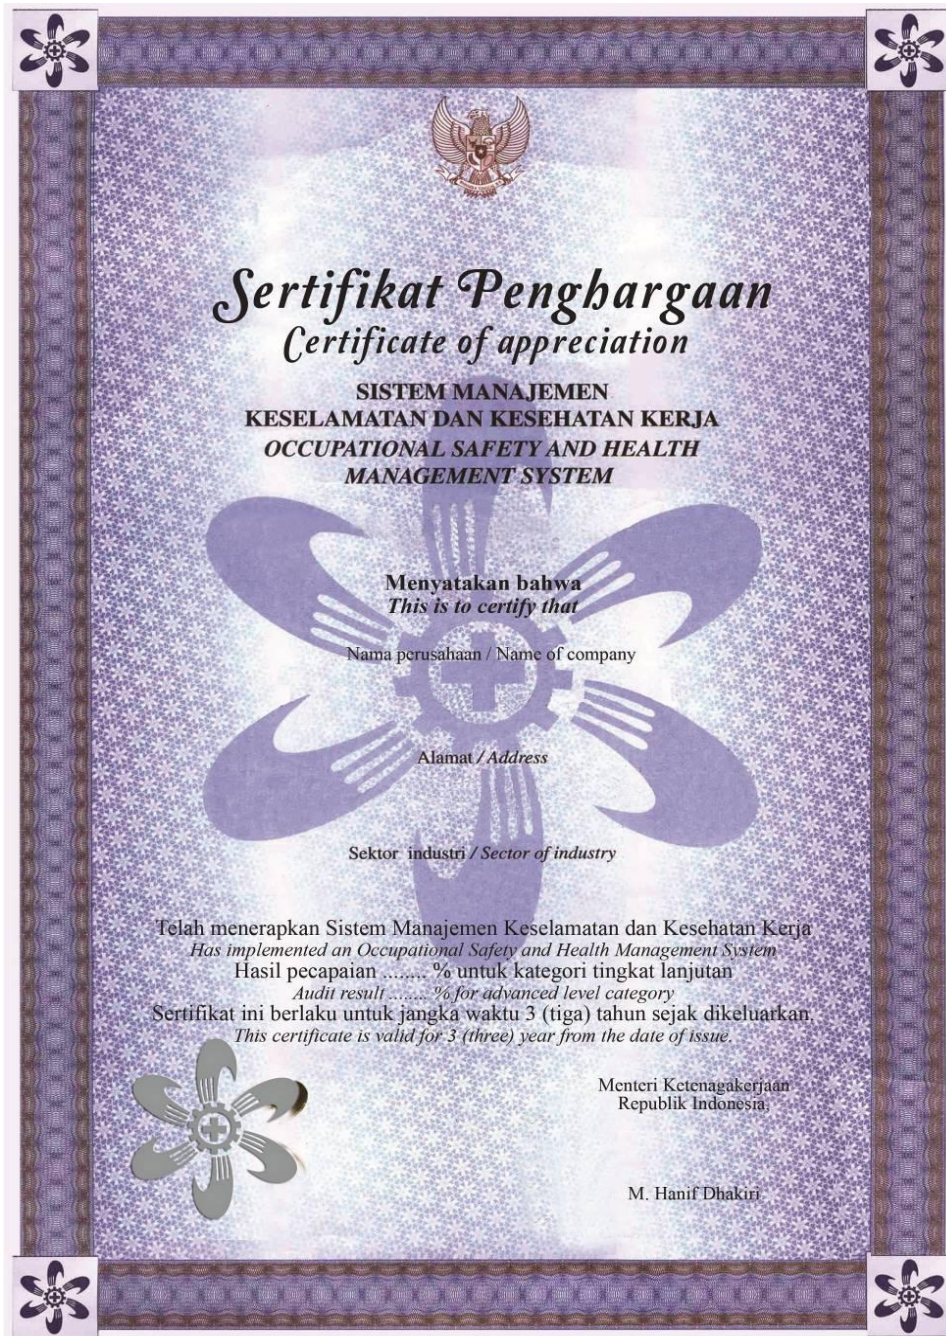 Sertifikat Penghargaan
Certificate of appreciation
SISTEM MANAJEMEN
KESELAMATAN DAN KESEHATAN KERJA
OCCUPATIONAL SAFETY AND HEALTH
MANAGEMENT SYSTEM
Menyatakan bahwa
This is to certify that
Nama perusahaan / Name of company
Alamat / Address
Sektor industri / Sector of industry
Telah menerapkan Sistem Manajemen Keselamatan dan Kesehatan Kerja
Has implemented an Occupational Safety and Health Management System
Hasil pecapaian ........ % untuk kategori tingkat lanjutan
Audit result ........ % for advanced level category
Sertifikat ini berlaku untuk jangka waktu 3 (tiga) tahun sejak dikeluarkan.
This certificate is valid for 3 (three) year from the date of issue.
Menteri Ketenagakerjaan
Republik Indonesia,
M. Hanif Dhakiri